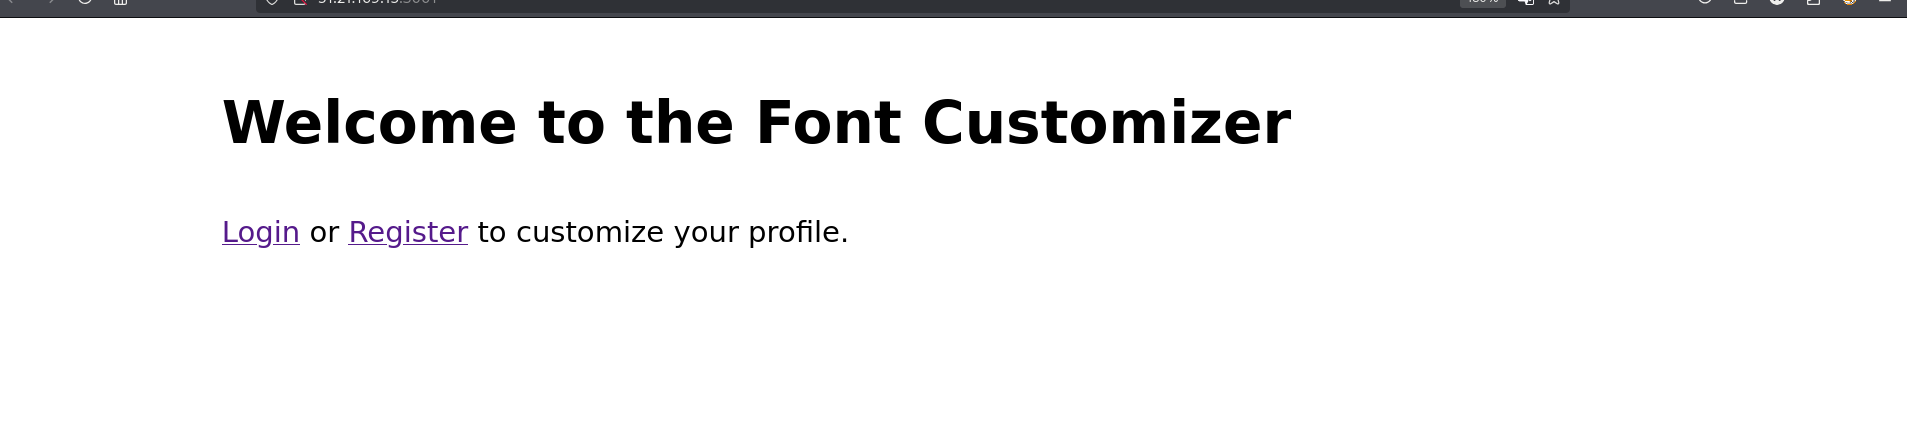 Welcome to the Font Customizer
Login or Register to customize your profile.